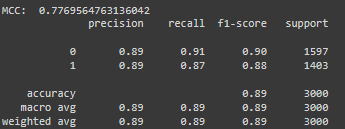 MCC:  0.7769564763136042
              precision    recall  f1-score   support

           0       0.89      0.91      0.90      1597
           1       0.89      0.87      0.88      1403

    accuracy                           0.89      3000
   macro avg       0.89      0.89      0.89      3000
weighted avg       0.89      0.89      0.89      3000